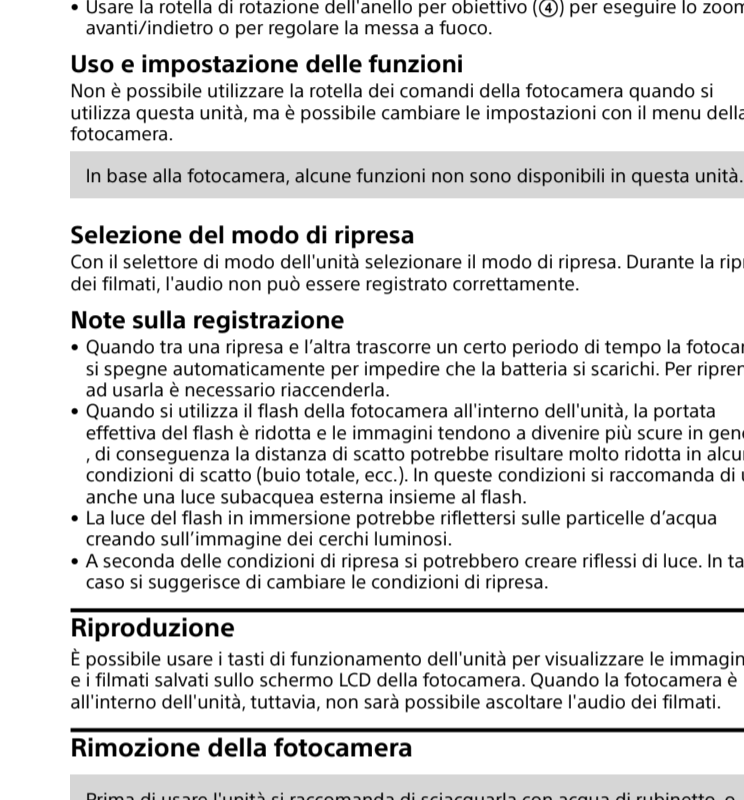 • Usare la rotella di rotazione dell'anello per obiettivo (④) per eseguire lo zoom
avanti/indietro o per regolare la messa a fuoco.
Uso e impostazione delle funzioni
Non è possibile utilizzare la rotella dei comandi della fotocamera quando si
utilizza questa unità, ma è possibile cambiare le impostazioni con il menu della
fotocamera.
In base alla fotocamera, alcune funzioni non sono disponibili in questa unità.
Selezione del modo di ripresa
Con il selettore di modo dell'unità selezionare il modo di ripresa. Durante la
dei filmati, l'audio non può essere registrato correttamente.
Note sulla registrazione
• Quando tra una ripresa e l’altra trascorre un certo periodo di tempo la
si spegne automaticamente per impedire che la batteria si scarichi. Per
ad usarla è necessario riaccenderla.
• Quando si utilizza il flash della fotocamera all'interno dell'unità, la portata
effettiva del flash è ridotta e le immagini tendono a divenire più scure in
, di conseguenza la distanza di scatto potrebbe risultare molto ridotta in
condizioni di scatto (buio totale, ecc.). In queste condizioni si raccomanda di
anche una luce subacquea esterna insieme al flash.
• La luce del flash in immersione potrebbe riflettersi sulle particelle d’acqua
creando sull’immagine dei cerchi luminosi.
• A seconda delle condizioni di ripresa si potrebbero creare riflessi di luce. In
caso si suggerisce di cambiare le condizioni di ripresa.
Riproduzione
È possibile usare i tasti di funzionamento dell'unità per visualizzare le
e i filmati salvati sullo schermo LCD della fotocamera. Quando la fotocamera è
all'interno dell'unità, tuttavia, non sarà possibile ascoltare l'audio dei filmati.
Rimozione della fotocamera
Prima di usare l'unità si raccomanda di sciacquarla con acqua di rubinetto, e